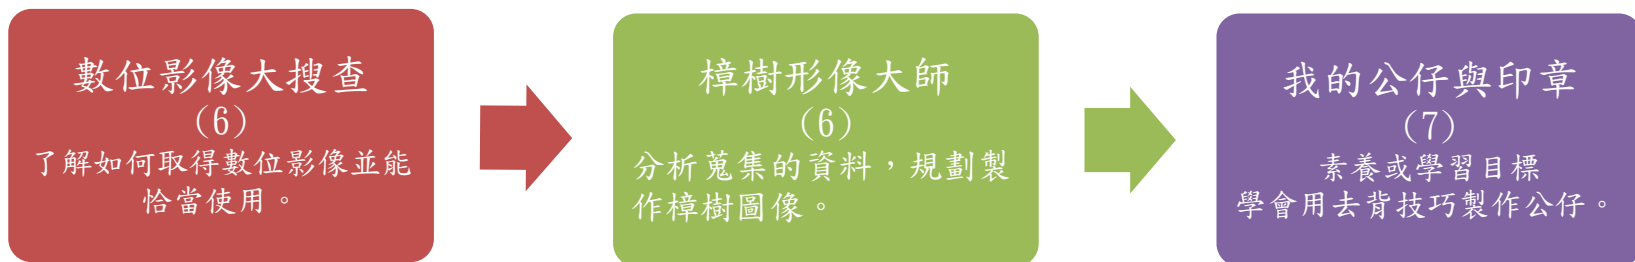 數位影像大搜查
(6)
了解如何取得數位影像並能
恰當使用。
樟樹形像大師
(6)
分析蒐集的資料，規劃製
作樟樹圖像。
我的公仔與印章
(7)
素養或學習目標
學會用去背技巧製作公仔。